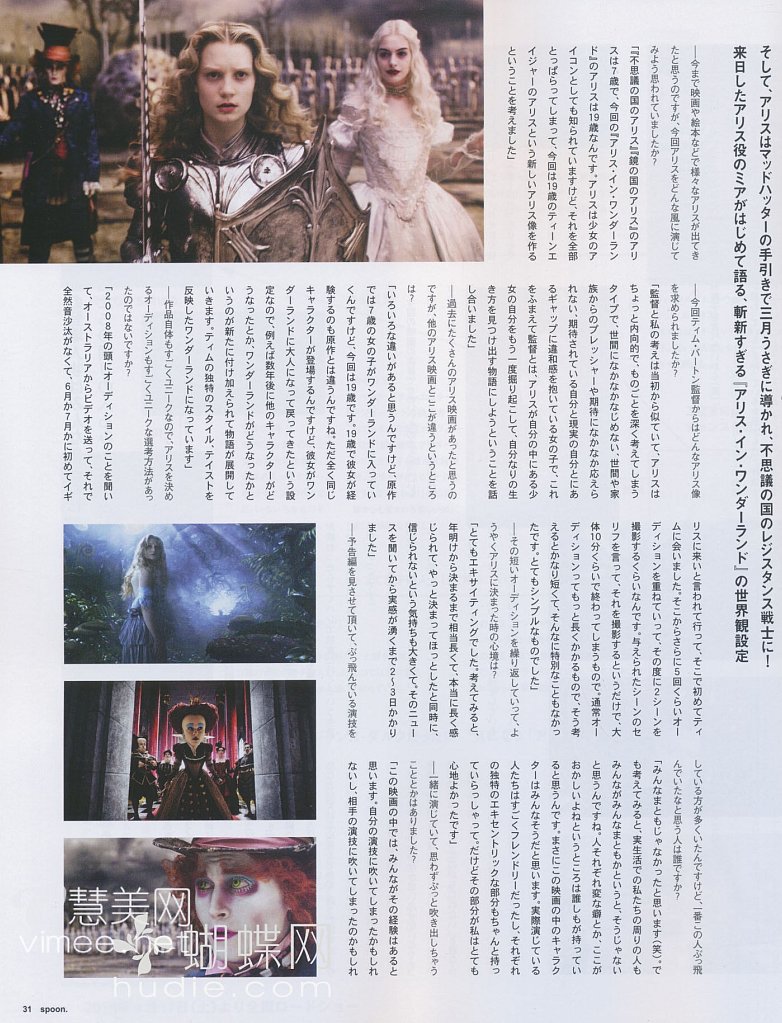 そして、アリスはマッドハッターの手引きで三月うさぎに導かれ、不思議の国のレジスタンス戦士に！
来日したアリス役のミアがはじめて語る、斬新すぎる『アリス・イン・ワンダーランド』の世界観設定
―今まで映画や絵本などで様々なアリスが出てき
たと思うのですが、今回アリスをどんな風に演じて
みよう思われていましたか？
「『不思議の国のアリス』『鏡の国のアリス』のアリ
スは7歳で、今回の『アリス・イン・ワンダーラン
ド』のアリスは19歳なんです。アリスは少女のア
イコンとしても知られていますけど、それを全部
とっぱらってしまって、今回は19歳のティーンエ
イジャーのアリスという新しいアリス像を作る
ということを考えました」
―今回ティム・バートン監督からはどんなアリス像
を求められましたか？
「監督と私の考えは当初から似ていて、アリスは
ちょっと内向的で、ものごとを深く考えてしまう
タイプで、世間になかなかなじめない、世間や家
族からのプレッシャーや期待になかなか応えら
れない、期待されている自分と現実の自分とにあ
るギャップに違和感を抱いている女の子で、これ
をふまえて監督とは、アリスが自分の中にある少
女の自分をもう一度掘り起こして、自分なりの生
き方を見つけ出す物語にしようということを話
し合いました」
―過去にたくさんのアリス映画があったと思うの
ですが、他のアリス映画とここが違うというところ
は？
「いろいろな違いがあると思うんですけど、原作
では7歳の女の子がワンダーランドに入ってい
くんですけど、今回は19歳です。19歳で彼女が経
験するのも原作とは違うんですね。ただ全く同じ
キャラクターが登場するんですけど、彼女がワン
ダーランドに大人になって戻ってきたという設
定なので、例えば数年後に他のキャラクターがど
うなったとか、ワンダーランドがどうなったかと
いうのが新たに付け加えられて物語が展開して
いきます。ティムの独特のスタイル、テイストを
反映したワンダーランドになっています」
―作品自体もすごくユニークなので、アリスを決め
るオーディションもすごくユニークな選考方法があっ
たのではないですか？
「2008年の頭にオーディションのことを聞い
て、オーストラリアからビデオを送って、それで
全然音沙汰がなくて、6月か7月かに初めてイギ
リスに来いと言われて行って、そこで初めてティ
ムに会いました。そこからさらに5回くらいオー
ディションを重ねていって、その度に2シーンを
撮影するくらいなんです。与えられたシーンのセ
リフを言って、それを撮影するというだけで、大
体10分くらいで終わってしまうもので。通常オー
ディションってもっと長くかかるもので、そう考
えるとかなり短くて、そんなに特別なこともなかっ
たです。とてもシンプルなものでした」
―その短いオーディションを繰り返していって、よ
うやくアリスに決まった時の心境は？
「とてもエキサイティングでした。考えてみると、
年明けから決まるまで相当長くて、本当に長く感
じられて、やっと決まってほっとしたと同時に、
信じられないという気持ちも大きくて。そのニュー
スを聞いてから実感が湧くまで2～3日かかり
ました」
―予告編を見させて頂いて、ぶっ飛んでいる演技を
している方が多くいたんですけど、「一番この人ぶっ飛
んでいたなと思う人は誰ですか？
「みんなまともじゃなかったと思います（笑）。で
も考えてみると、実生活での私たちの周りの人も
みんながみんなまともかというと、そうじゃない
と思うんですね。人それぞれ変な癖とか、ここが
おかしいよねというところは誰しもが持ってい
ると思うんです。まさにこの映画の中のキャラク
ターはみんなそうだと思います。実際演じている
人たちはすごくフレンドリーだったし、それぞれ
の独特のエキセントリックな部分もちゃんと持っ
ていらっしゃって。だけどその部分が私はとても
心地よかったです」
―一緒に演じていて、思わずぷっと吹き出しちゃう
こととかはありました？
「この映画の中では、みんながその経験はあると
思います。自分の演技に吹いてしまったかもしれ
ないし、相手の演技に吹いてしまったのかもしれ
慧美网
vimee.net
蝴蝶网
hudie.com
31 spoon.